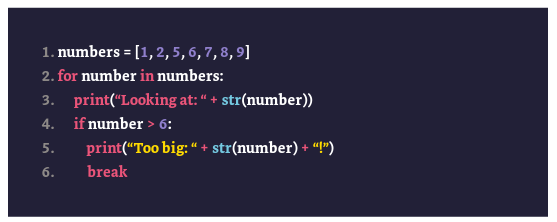 1. numbers = [1, 2, 5, 6, 7, 8, 9]
2. for number in numbers:
3.     print(“Looking at: “ + str(number))
4.     if number > 6:
5.         print(“Too big: “ + str(number) + “!”)
6.         break